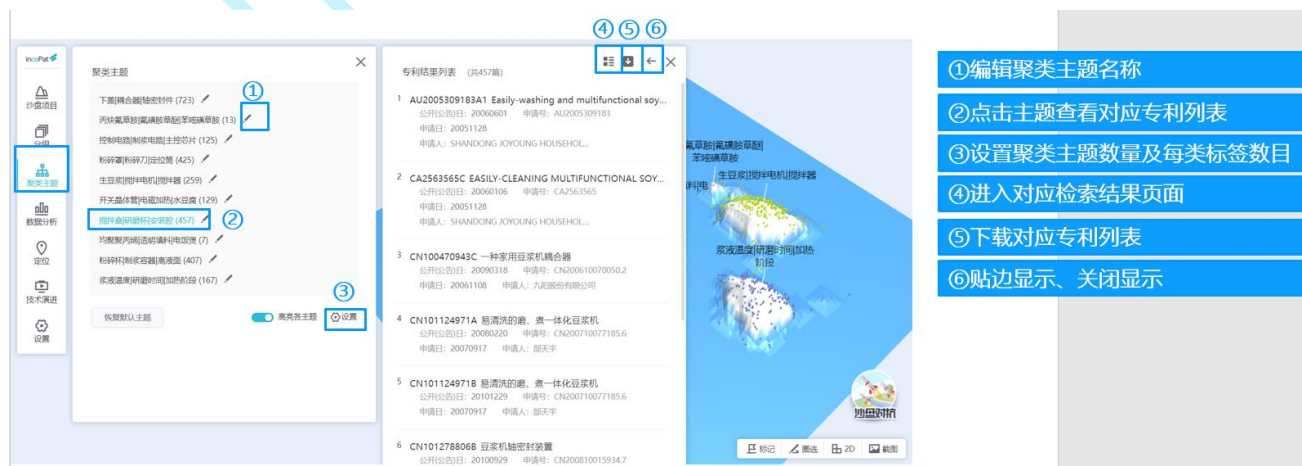 ④ ⑤ ⑥
incoPat
沙盘项目
分组
聚类主题
数据分析
定位
技术演进
设置
聚类主题
下盖|耦合器|轴密封件 (723)
①
丙炔氟草胺|氟磺胺草醚|苯嘧磺草胺 (13)
控制电路|制浆电路|主控芯片 (125)
粉碎罩|粉碎刀|定位筒 (425)
生豆浆|搅拌电机|搅拌器 (259)
开关晶体管|电磁加热|水豆腐 (129)
搅拌盘|研磨杯|安装腔 (457)
②
均聚聚丙烯|透明填料|电饭煲 (7)
粉碎杯|制浆容器|高液面 (407)
浆液温度|研磨时间|加热阶段 (167)
③
恢复默认主题
高亮各主题
设置
专利结果列表 (共457篇)
1 AU2005309183A1 Easily-washing and multifunctional soy...
公开(公告)日: 20060601 申请号: AU2005309183
申请日: 20051128
申请人: SHANDONG JOYOUNG HOUSEHOL...
2 CA2563565C EASILY-CLEANING MULTIFUNCTIONAL SOY...
公开(公告)日: 20060106 申请号: CA2563565
申请日: 20051128
申请人: SHANDONG JOYOUNG HOUSEHOL...
3 CN100470943C 一种家用豆浆机耦合器
公开(公告)日: 20090318 申请号: CN200610070050.2
申请日: 20061108 申请人: 九阳股份有限公司
4 CN101124971A 易清洗的磨、煮一体化豆浆机
公开(公告)日: 20080220 申请号: CN200710077185.6
申请日: 20070917 申请人: 邵天宇
5 CN101124971B 易清洗的磨、煮一体化豆浆机
公开(公告)日: 20101229 申请号: CN200710077185.6
申请日: 20070917 申请人: 邵天宇
6 CN101278806B 豆浆机轴密封装置
公开(公告)日: 20100929 申请号: CN200810015934.7
氟草胺|氟磺胺草醚|
苯嘧磺草胺
生豆浆|搅拌电机|搅拌器
料|电
浆液温度|研磨时间|加热
阶段
沙盘对抗
标记
圈选
2D
截图
①编辑聚类主题名称
②点击主题查看对应专利列表
③设置聚类主题数量及每类标签数目
④进入对应检索结果页面
⑤下载对应专利列表
⑥贴边显示、关闭显示